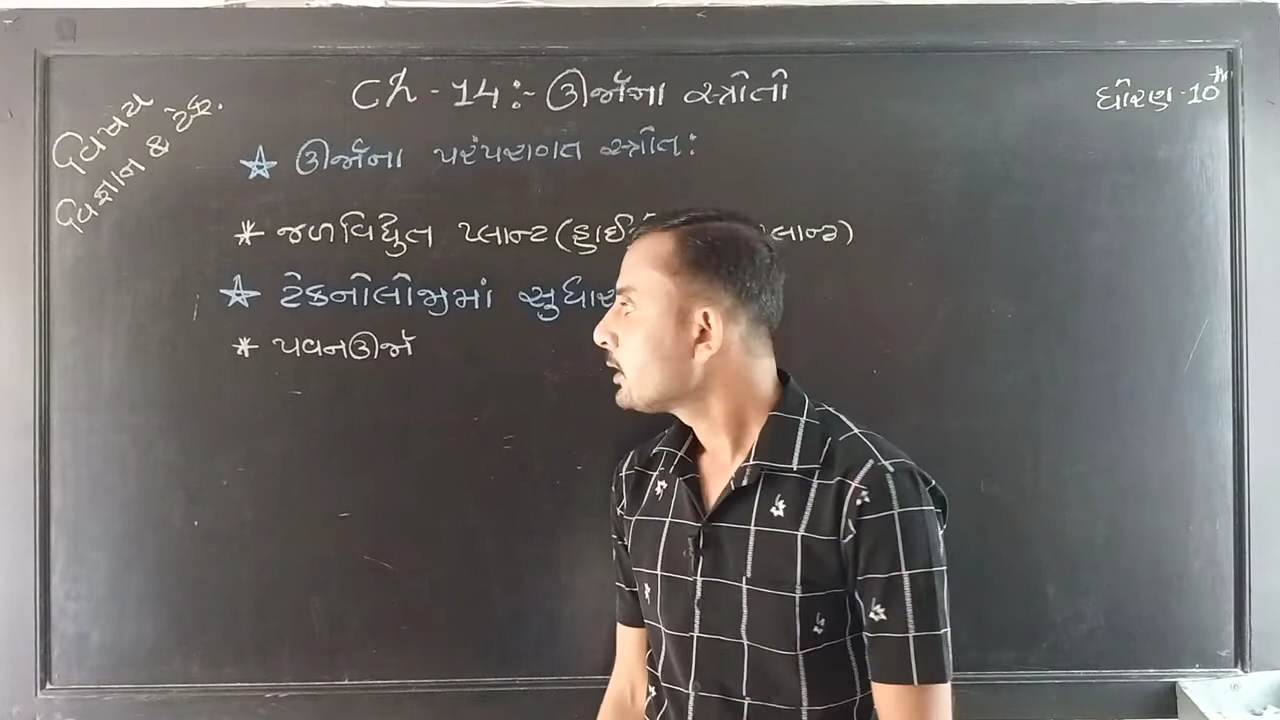 વિષય
વિજ્ઞાન & ટેક.
Ch - 14 :- ઊર્જાના સ્ત્રોતો
ધોરણ - 10th
ઊર્જાના પરંપરાગત સ્ત્રોત :
* જળવિદ્યુત પ્લાન્ટ (હાઈ
ટેકનોલોજીમાં
* પવનઊર્જા